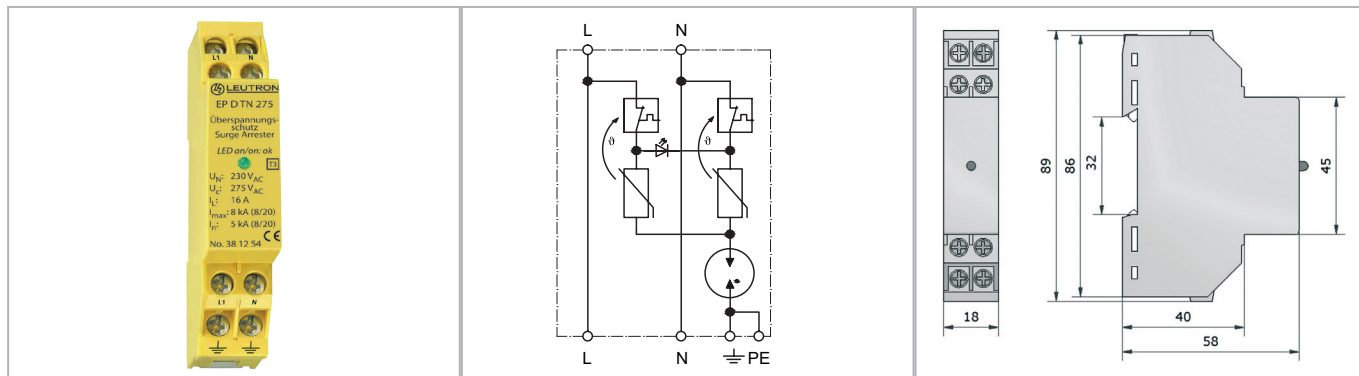 L1 N
LEUTRON
EP D TN 275
Überspannungs-
schutz
Surge Arrester
LED an/on: ok
T3
UN: 230 VAC
UC: 275 VAC
IL: 16 A
Imax: 8 kA (8/20)
In: 5 kA (8/20)
CE
No. 38 12 54
L1 N
L N
ϑ ϑ
L N PE
89
86
32
45
18
40
58